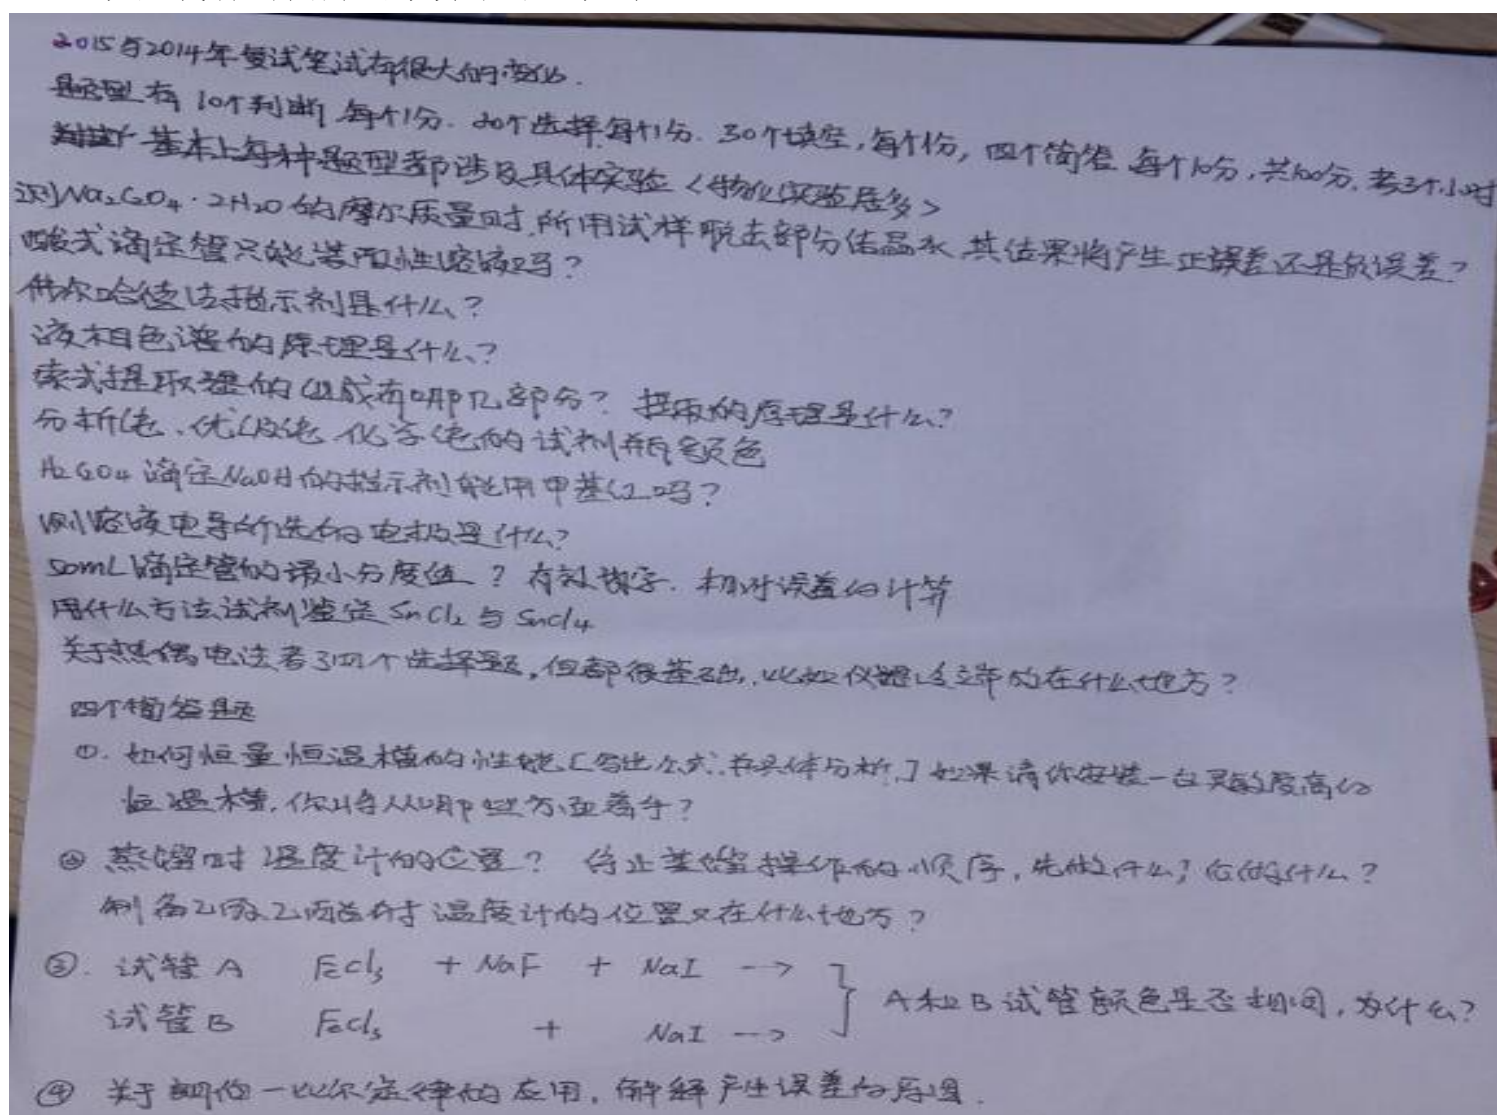 2015与2014年复试笔试有很大的变化.
题型有 10个判断 每个1分. 20个选择每个1分. 30个填空,每个1分, 四个简答 每个10分,共100分. 考3个小时
基本上每种题型都涉及具体实验 <物化实验居多>
测Na₂C₂O₄·2H₂O的摩尔质量时,所用试样脱去部分结晶水,其结果将产生正误差还是负误差?
酸式滴定管只能装酸性溶液吗?
佛尔哈德法指示剂是什么?
液相色谱的原理是什么?
索式提取器的组成有哪几部分? 提取的原理是什么?
分析纯、优级纯、化学纯的试剂瓶颜色
H₂C₂O₄滴定NaOH的指示剂能用甲基红吗?
测溶液电导所选的电极是什么?
50mL滴定管的最小分度值? 有效数字. 相对误差的计算
用什么方法试剂鉴定SnCl₂与SnCl₄
关于热偶电法考了四个选择题,但都很基础,比如仪器的在什么地方?
四个简答题
①. 如何恒量恒温槽的性能[写出公式,并具体分析.] 如果请你安装一台灵敏度高的
恒温槽,你将从哪些方面着手?
② 蒸馏时温度计的位置? 停止蒸馏操作的顺序,先做什么;后做什么?
制备乙酸乙酯时温度计的位置又在什么地方?
③. 试管A FeCl₃ + NaF + NaI --> } A和B试管颜色是否相同,为什么?
试管B FeCl₃ + NaI -->
④ 关于朗伯-比尔定律的应用,解释产生误差的原因.